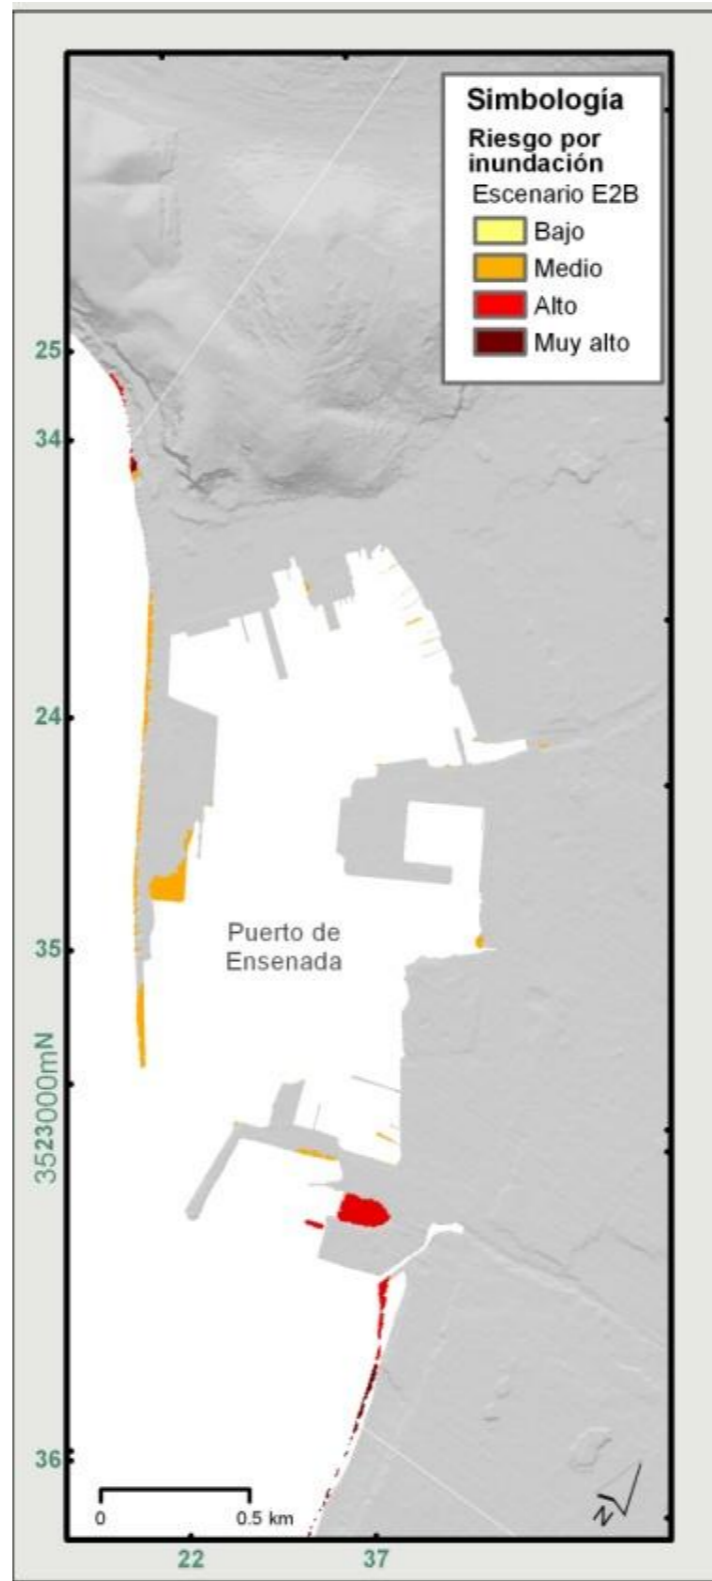 Simbología
Riesgo por
inundación
Escenario E2B
Bajo
Medio
Alto
Muy alto
25
34
24
35
3523000mN
36
Puerto de
Ensenada
0 0.5 km
N
22 37